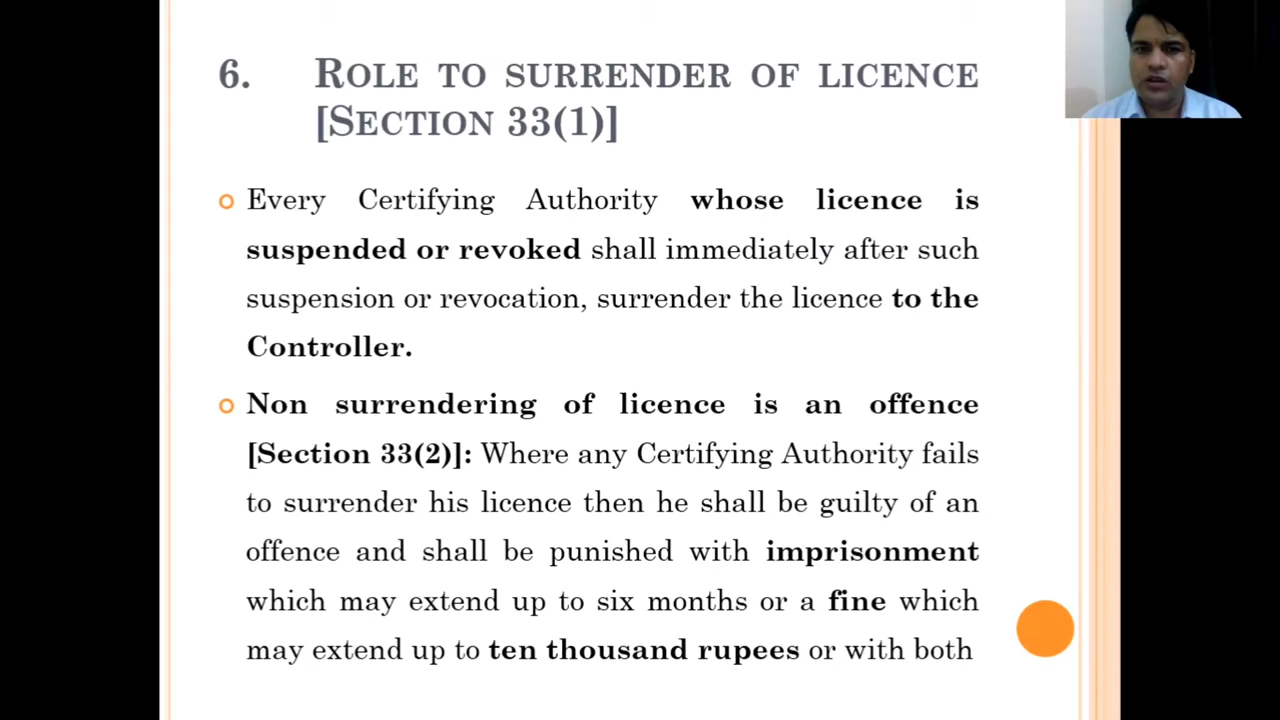 6. ROLE TO SURRENDER OF LICENCE
[SECTION 33(1)]
Every Certifying Authority whose licence is
suspended or revoked shall immediately after such
suspension or revocation, surrender the licence to the
Controller.
Non surrendering of licence is an offence
[Section 33(2)]: Where any Certifying Authority fails
to surrender his licence then he shall be guilty of an
offence and shall be punished with imprisonment
which may extend up to six months or a fine which
may extend up to ten thousand rupees or with both